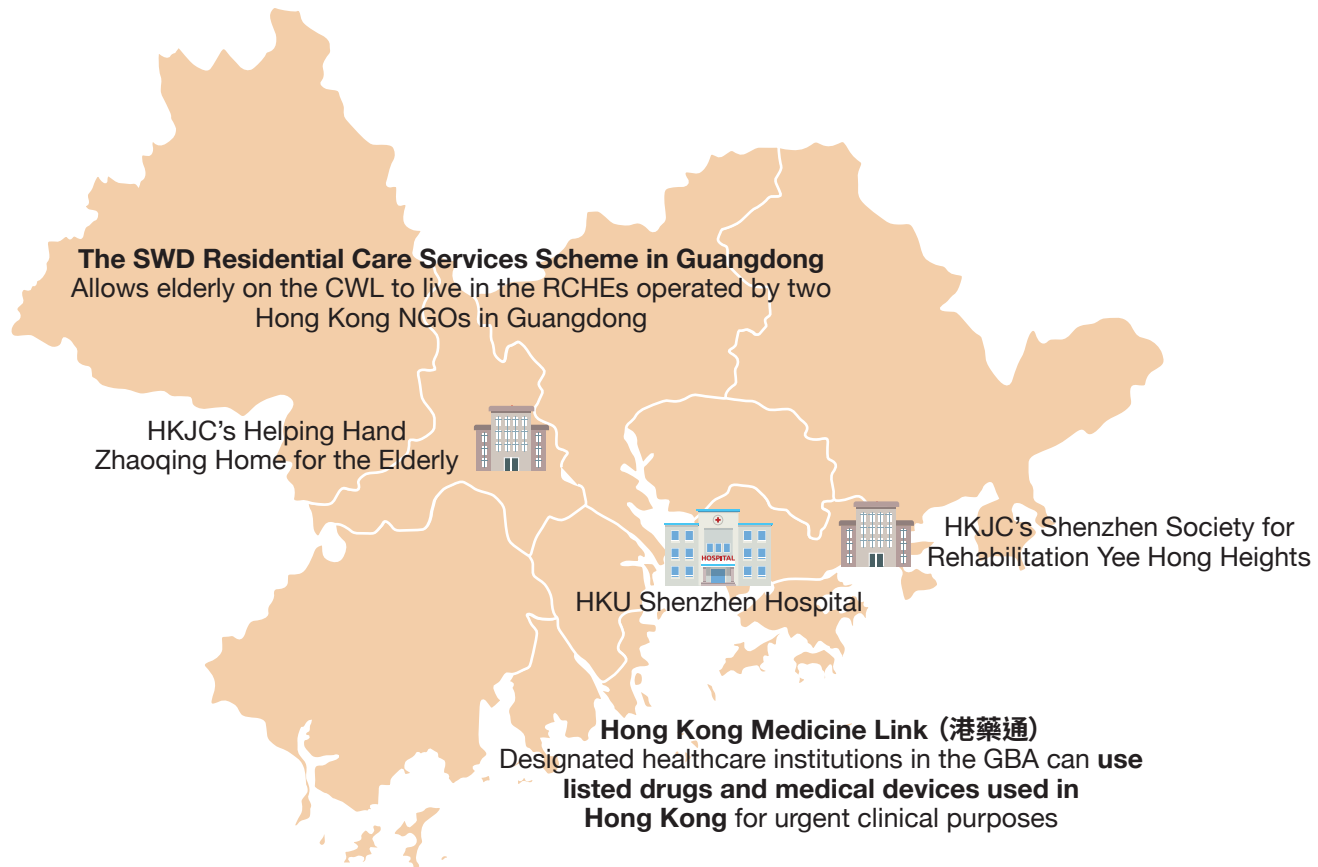 The SWD Residential Care Services Scheme in Guangdong
Allows elderly on the CWL to live in the RCHEs operated by two
Hong Kong NGOs in Guangdong
HKJC's Helping Hand
Zhaoqing Home for the Elderly
HOSPITAL
HKU Shenzhen Hospital
HKJC's Shenzhen Society for
Rehabilitation Yee Hong Heights
Hong Kong Medicine Link（港藥通）
Designated healthcare institutions in the GBA can use
listed drugs and medical devices used in
Hong Kong for urgent clinical purposes